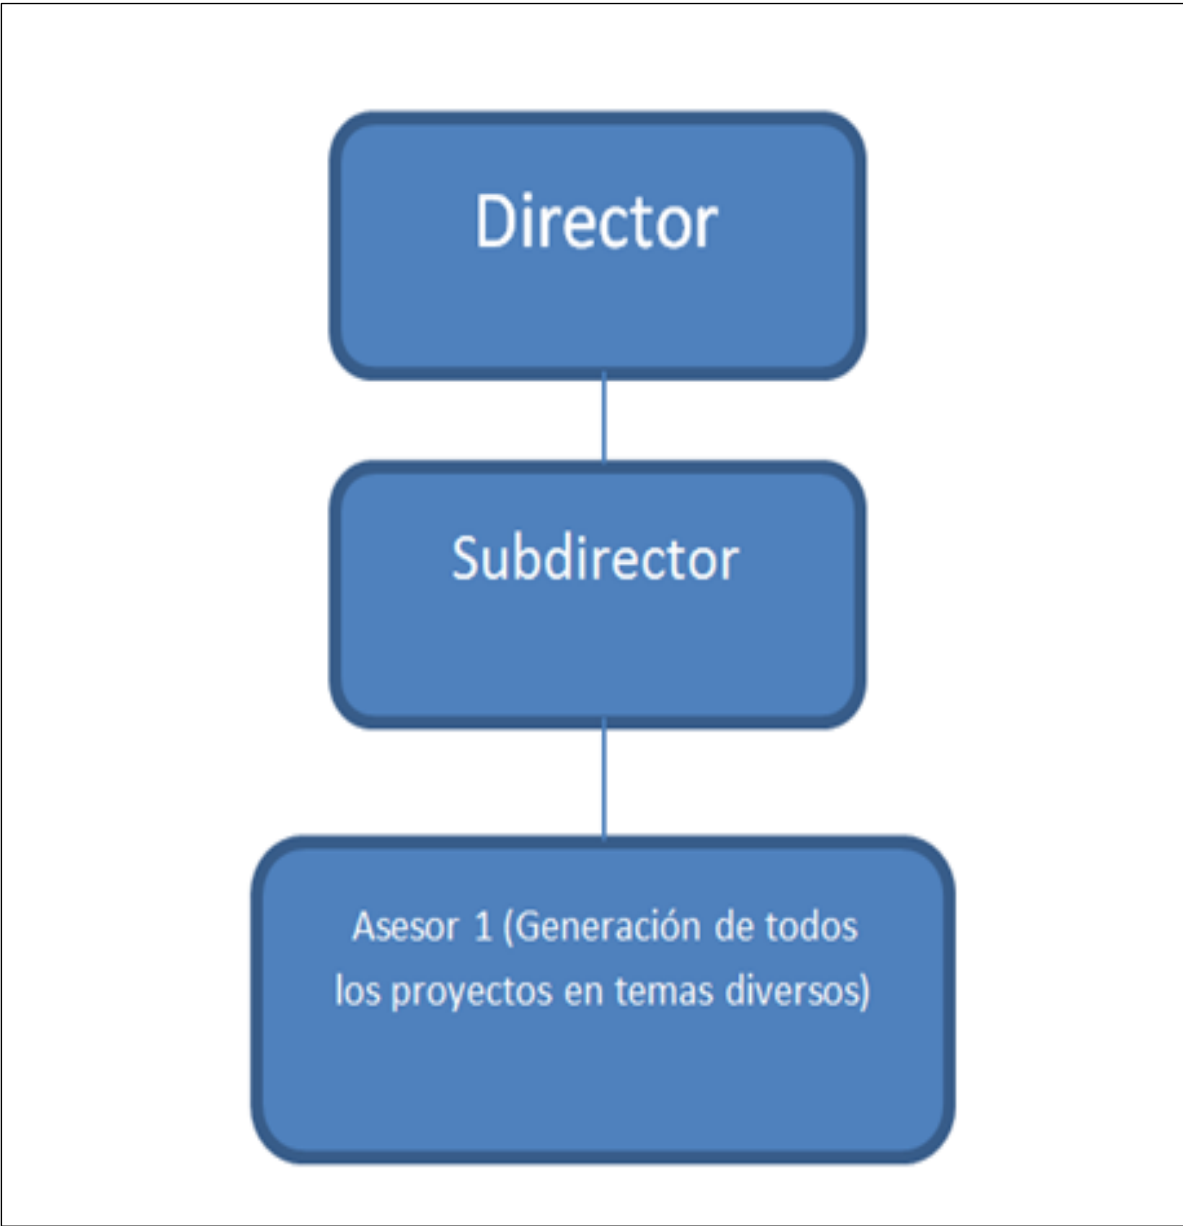 Director
Subdirector
Asesor 1 (Generación de todos
los proyectos en temas diversos)